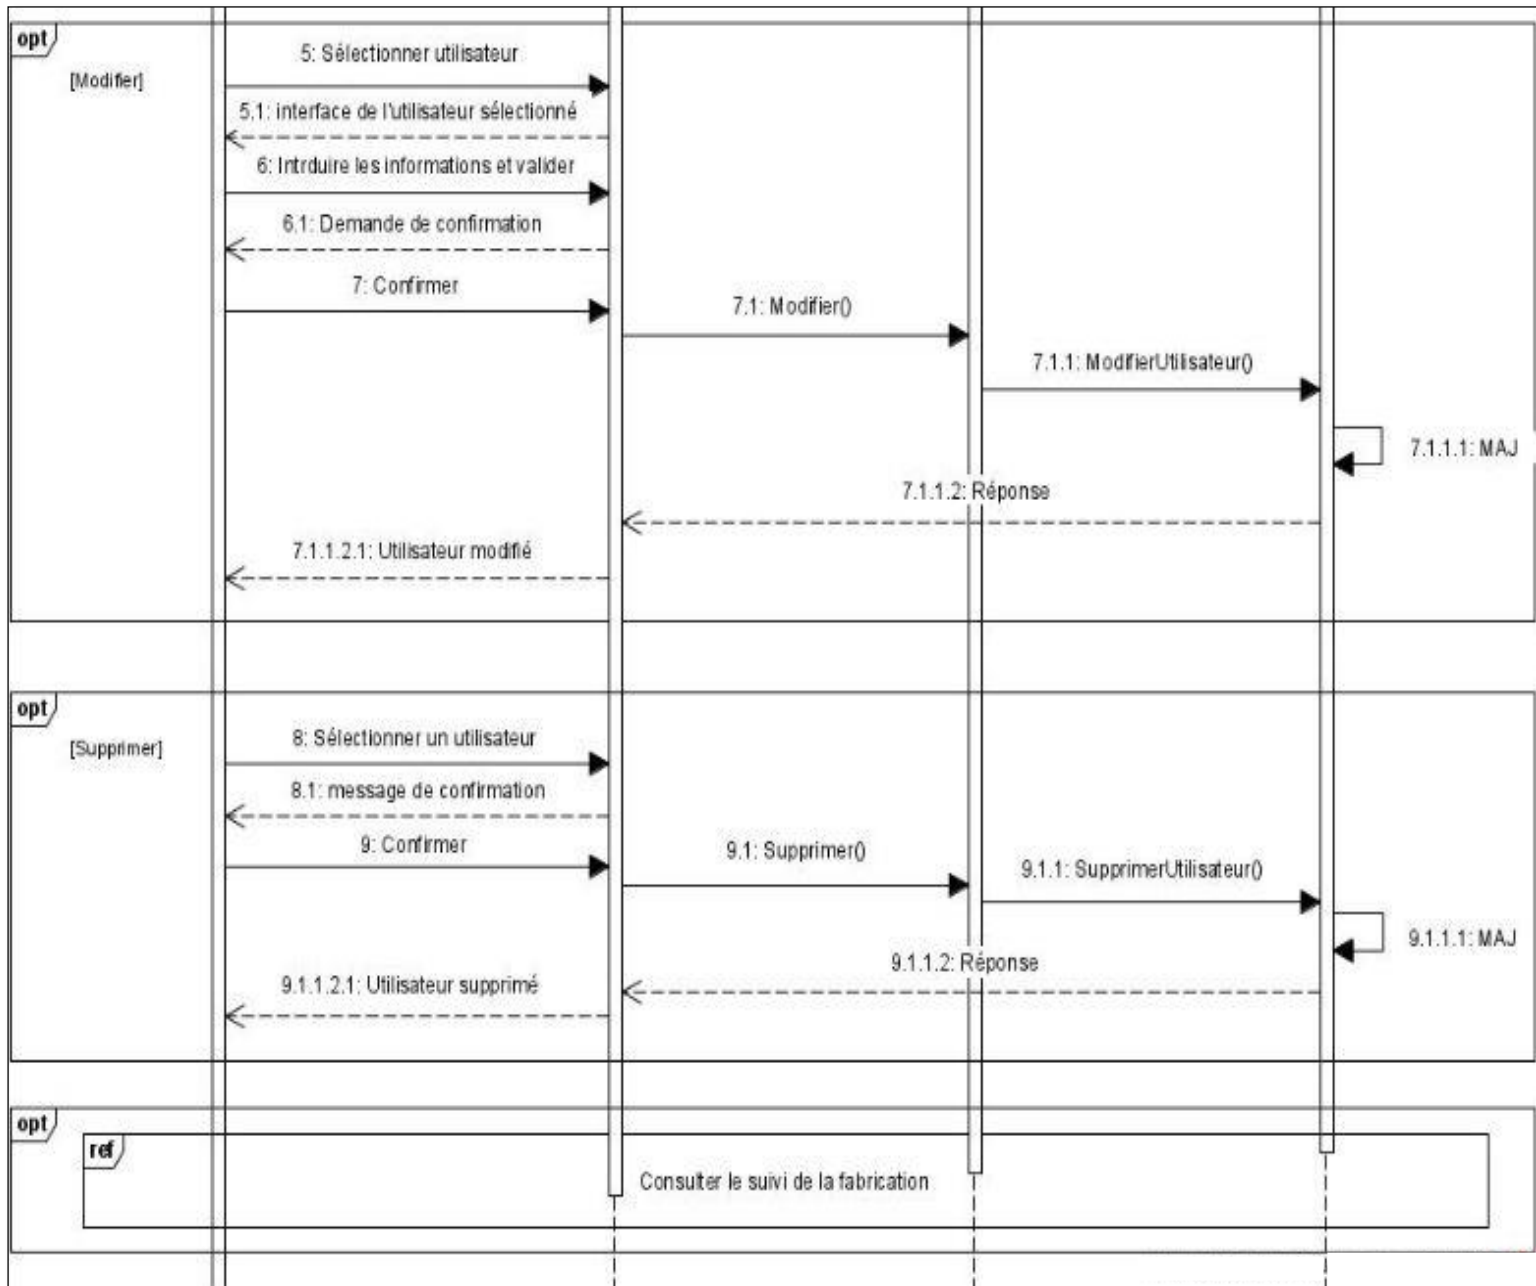 opt
[Modifier]
5: Sélectionner utilisateur
5.1: interface de l'utilisateur sélectionné
6: Intrduire les informations et valider
6.1: Demande de confirmation
7: Confirmer
7.1: Modifier()
7.1.1: ModifierUtilisateur()
7.1.1.1: MAJ
7.1.1.2: Réponse
7.1.1.2.1: Utilisateur modifié
opt
[Supprimer]
8: Sélectionner un utilisateur
8.1: message de confirmation
9: Confirmer
9.1: Supprimer()
9.1.1: SupprimerUtilisateur()
9.1.1.1: MAJ
9.1.1.2: Réponse
9.1.1.2.1: Utilisateur supprimé
opt
ref
Consulter le suivi de la fabrication